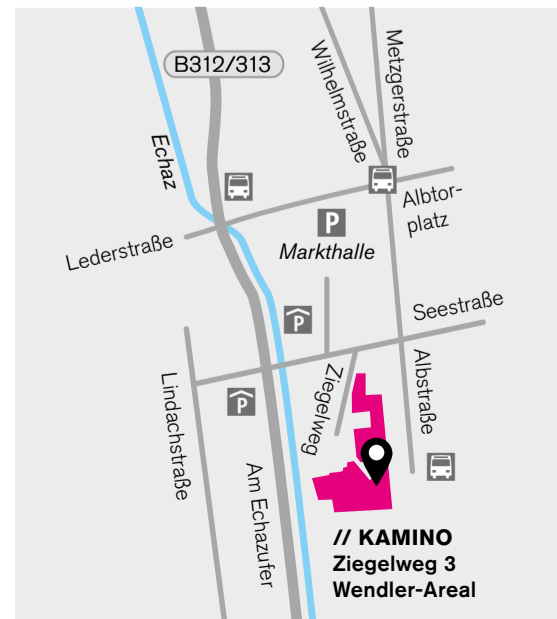 B312/313
Wilhelmstraße
Metzgerstraße
Echaz
Albtor-
platz
Lederstraße
P
Markthalle
P
Seestraße
Lindachstraße
P
Ziegelweg
Albstraße
Am Echazufer
// KAMINO
Ziegelweg 3
Wendler-Areal